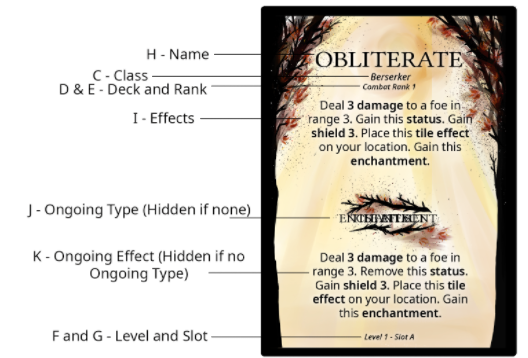 H - Name
C - Class
D & E - Deck and Rank
I - Effects
J - Ongoing Type (Hidden if none)
K - Ongoing Effect (Hidden if no
Ongoing Type)
F and G - Level and Slot
OBLITERATE
Berserker
Combat Rank 1
Deal 3 damage to a foe in
range 3. Gain this status. Gain
shield 3. Place this tile effect
on your location. Gain this
enchantment.
Deal 3 damage to a foe in
range 3. Remove this status.
Gain shield 3. Place this tile
effect on your location. Gain
this enchantment.
Level 1 - Slot A